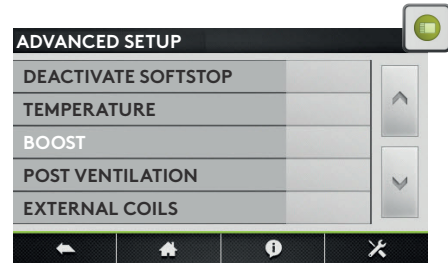 ADVANCED SETUP
DEACTIVATE SOFTSTOP
TEMPERATURE
BOOST
POST VENTILATION
EXTERNAL COILS